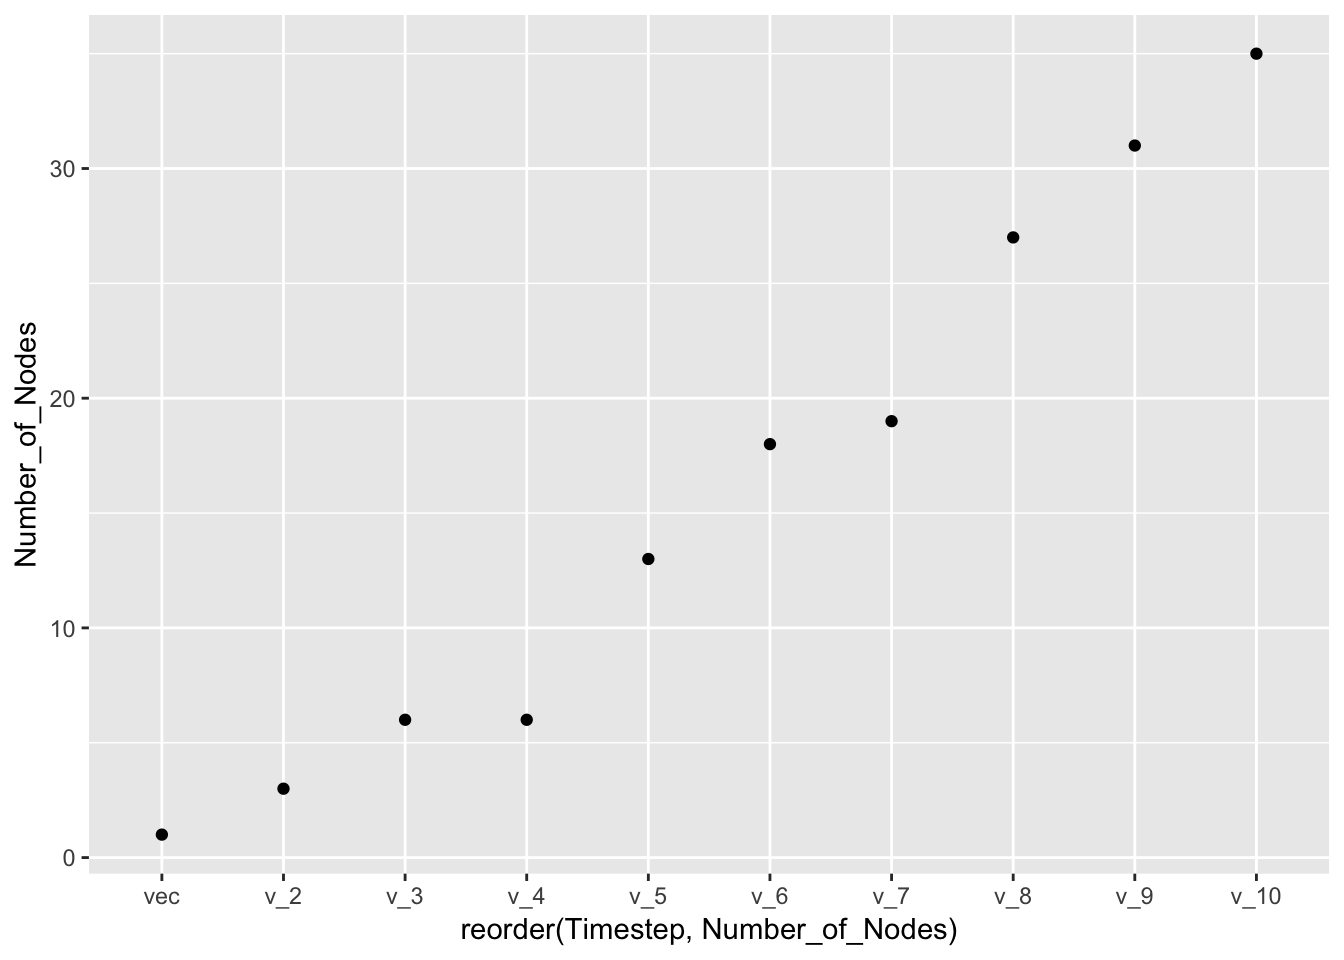 Number_of_Nodes
30
20
10
0
vec v_2 v_3 v_4 v_5 v_6 v_7 v_8 v_9 v_10
reorder(Timestep, Number_of_Nodes)